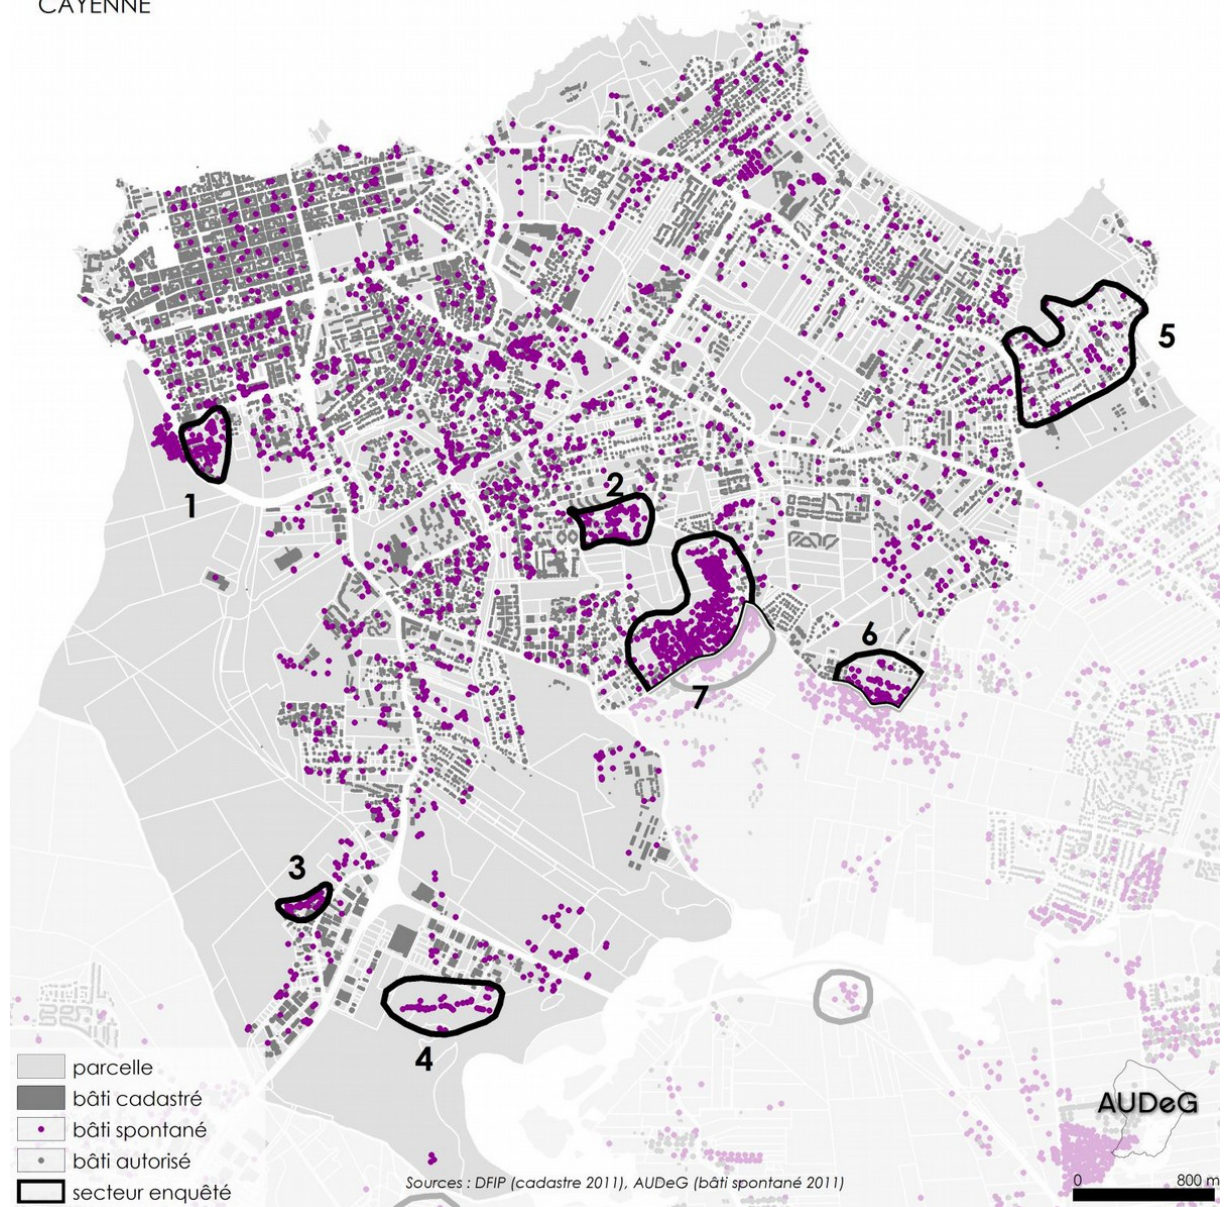 CAYENNE
5
1
2
6
7
3
4
parcelle
bâti cadastré
bâti spontané
bâti autorisé
secteur enquêté
Sources : DFIP (cadastre 2011), AUDeG (bâti spontané 2011)
AUDeG
0 800 m